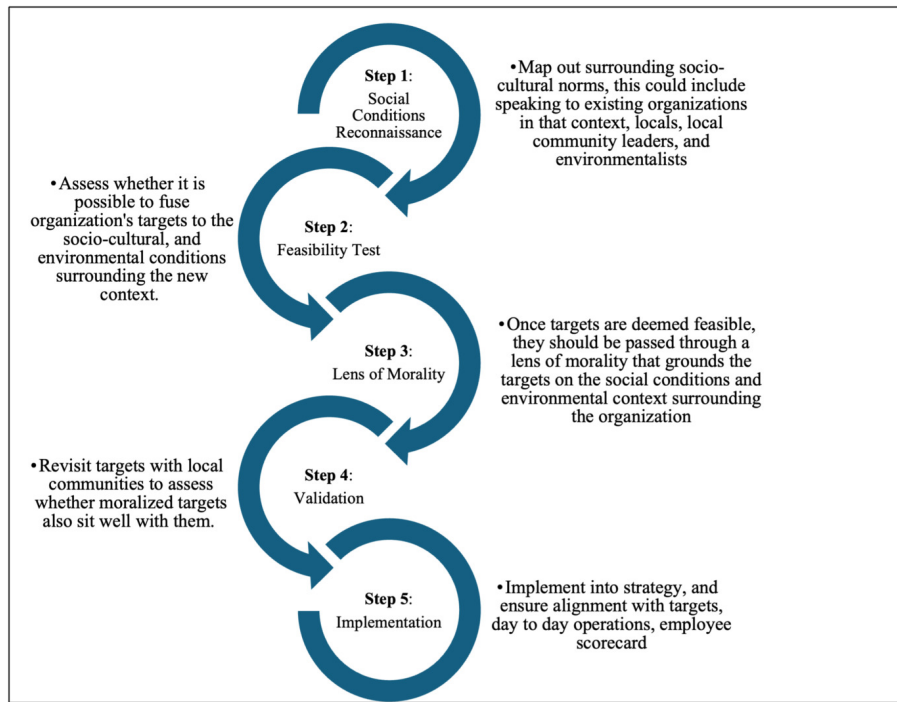 Step 1:
Social
Conditions
Reconnaissance
•Map out surrounding socio-
cultural norms, this could include
speaking to existing organizations
in that context, locals, local
community leaders, and
environmentalists
•Assess whether it is
possible to fuse
organization's targets to the
socio-cultural, and
environmental conditions
surrounding the new
context.
Step 2:
Feasibility Test
Step 3:
Lens of Morality
•Once targets are deemed feasible,
they should be passed through a
lens of morality that grounds the
targets on the social conditions and
environmental context surrounding
the organization
•Revisit targets with local
communities to assess
whether moralized targets
also sit well with them.
Step 4:
Validation
Step 5:
Implementation
•Implement into strategy, and
ensure alignment with targets,
day to day operations, employee
scorecard